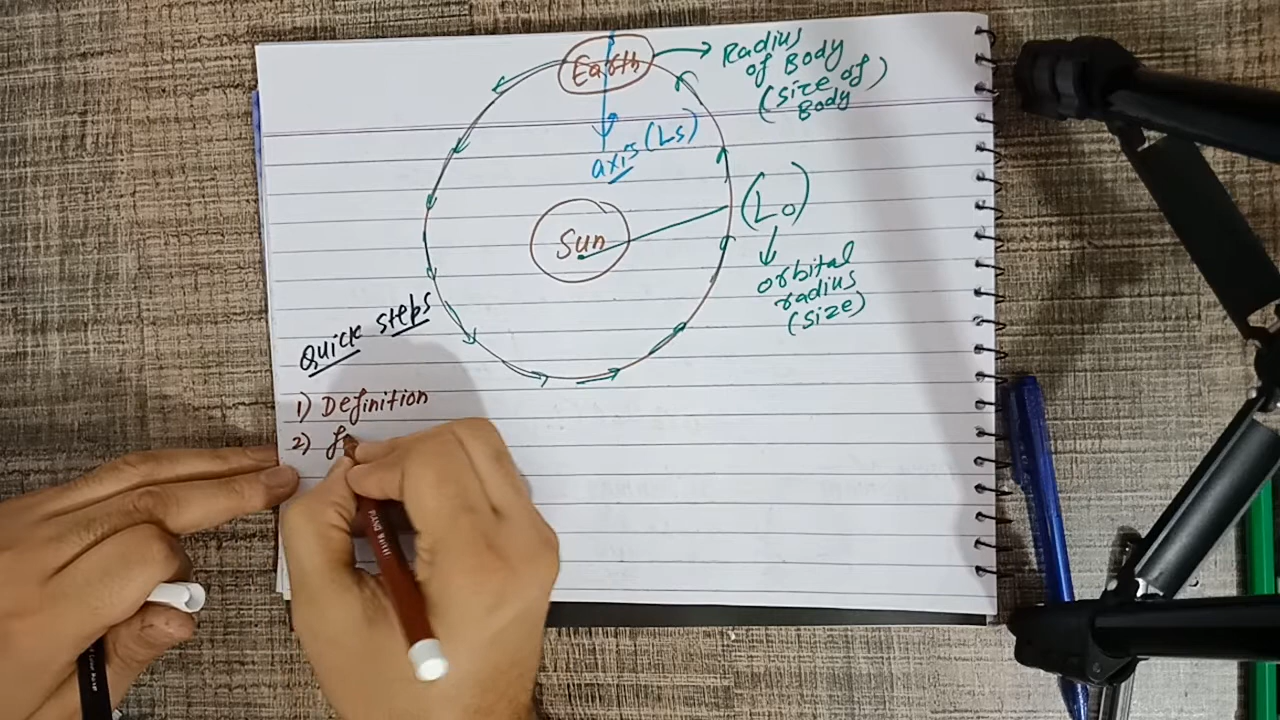 Earth
Radius
of Body
(size of
Body)
axis (Ls)
Sun
(Lo)
orbital
radius
(size)
Quick steps
1) Definition
2) f